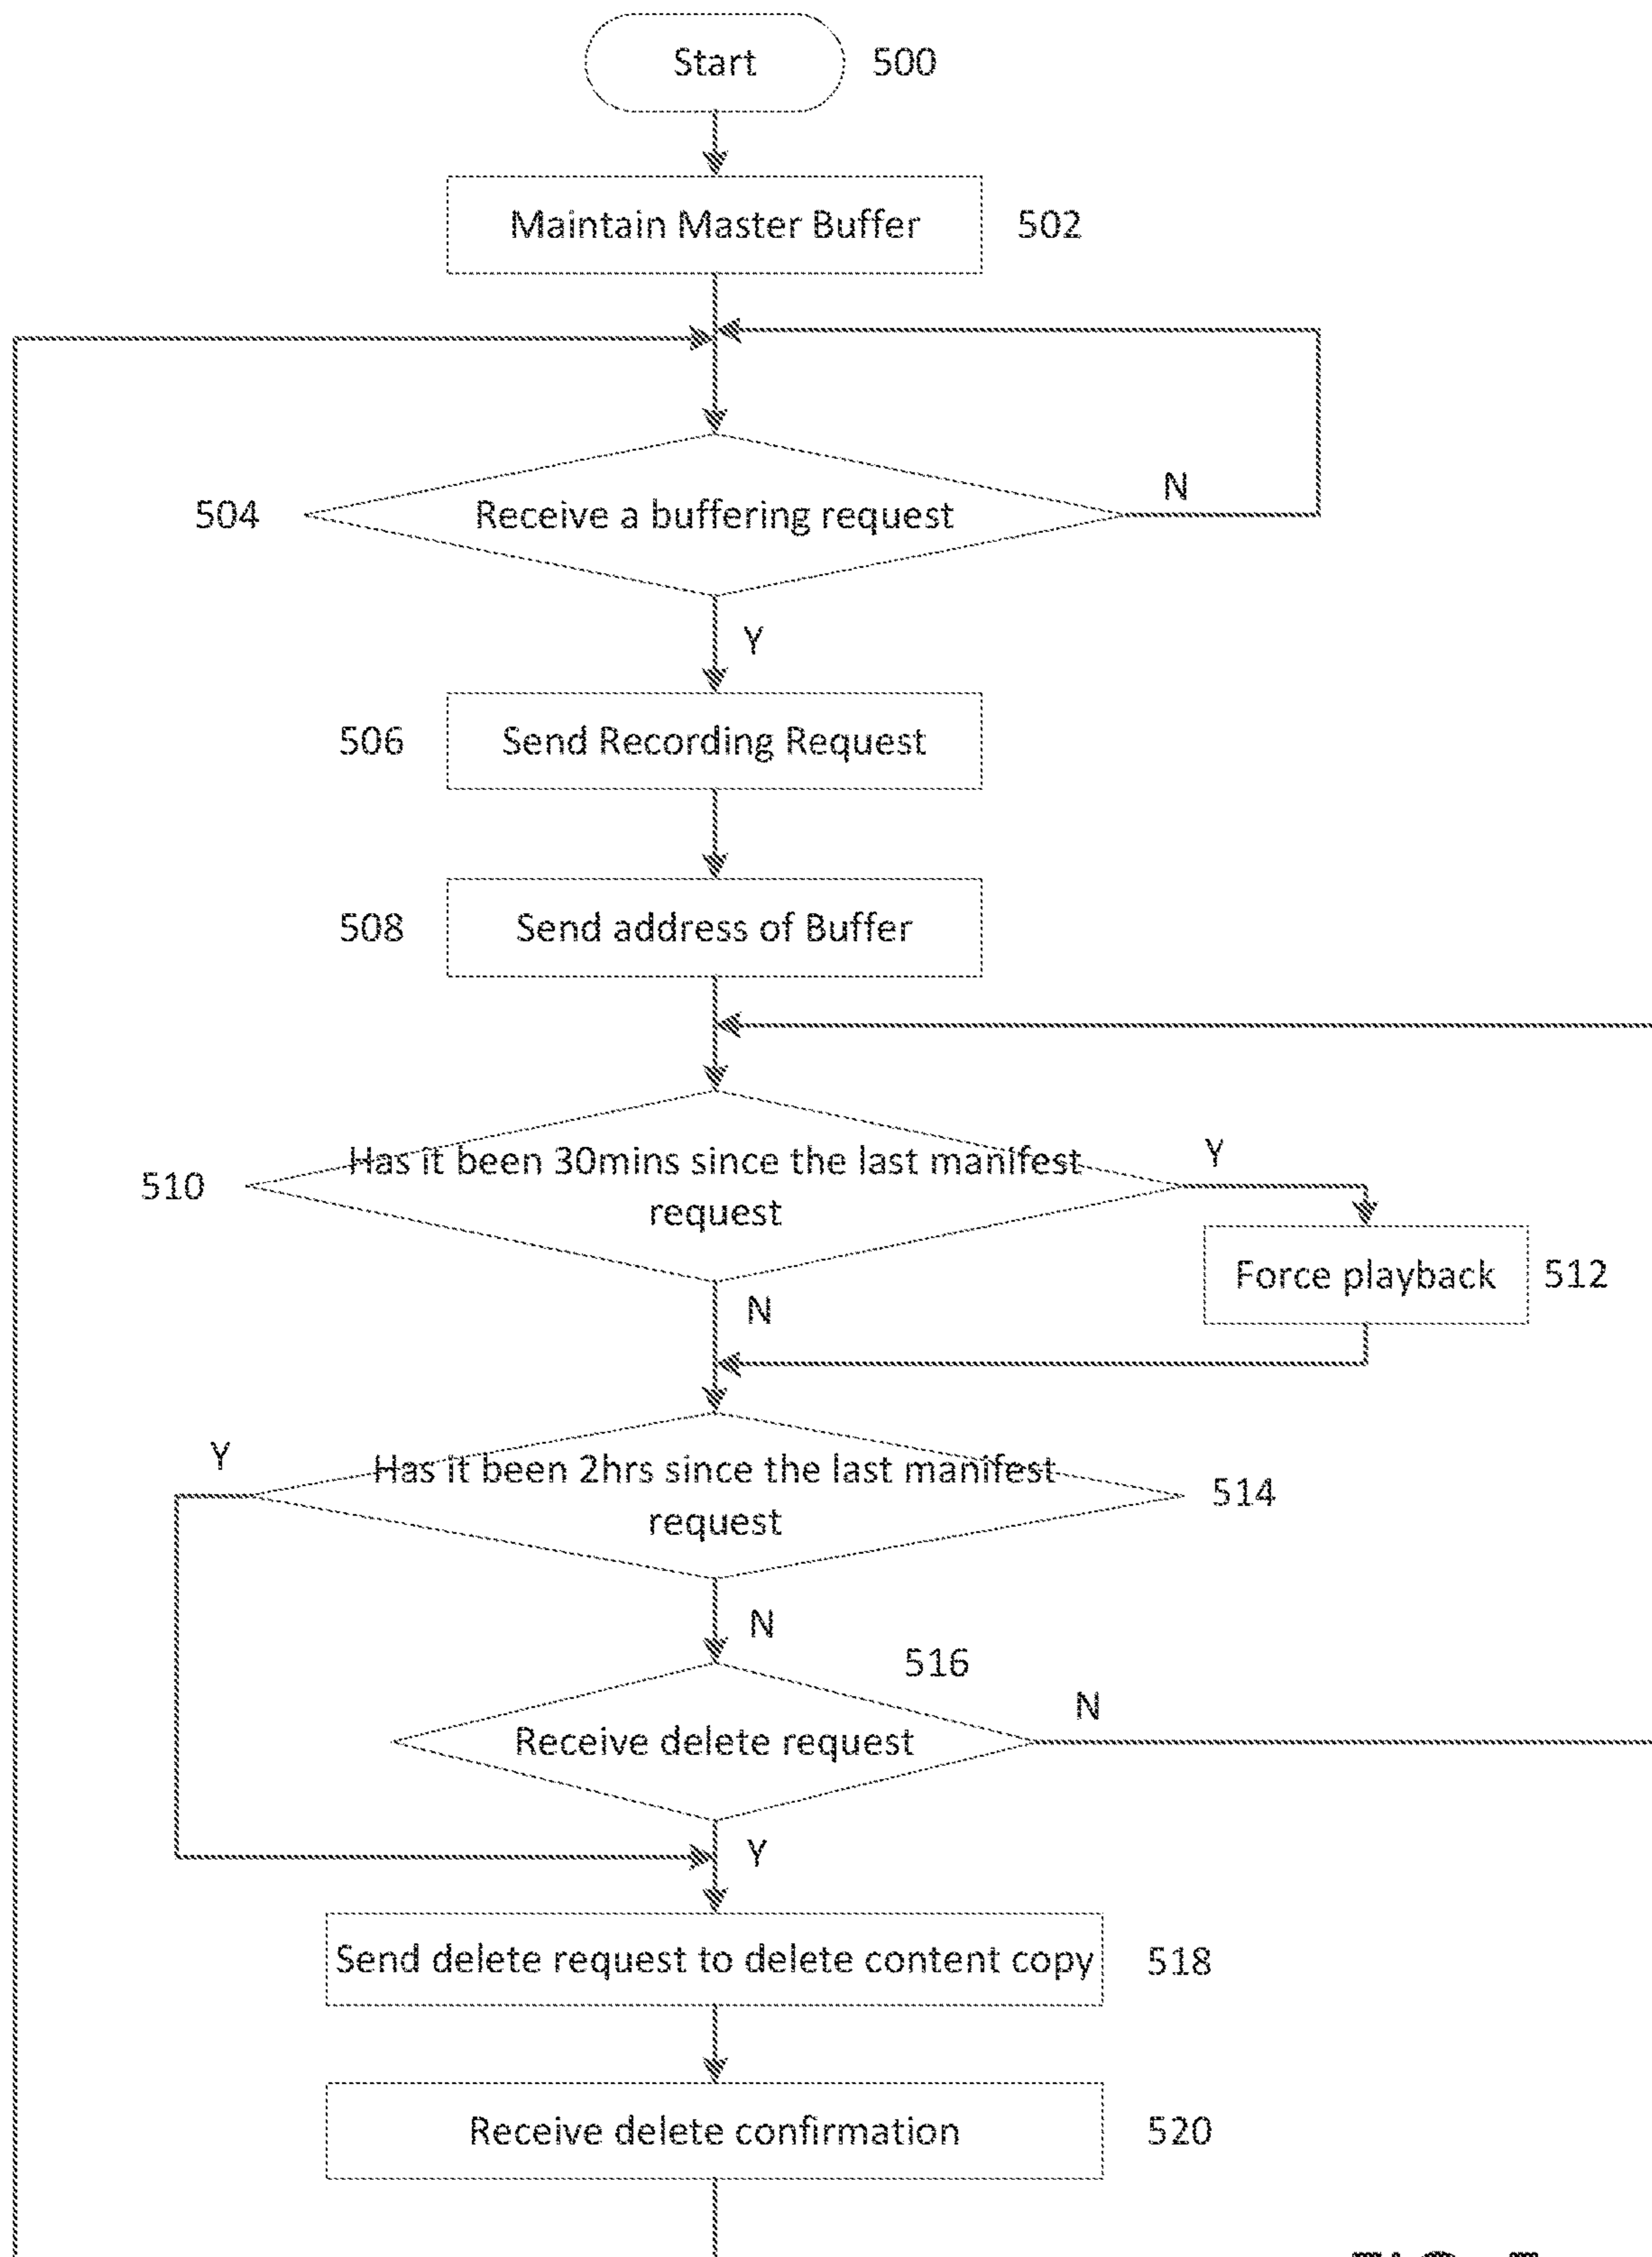 Start 500
Maintain Master Buffer 502
504 Receive a buffering request N
Y
506 Send Recording Request
508 Send address of Buffer
510 Has it been 30mins since the last manifest Y
request
Force playback 512
N
Y Has it been 2hrs since the last manifest 514
request
N
516
Receive delete request N
Y
Send delete request to delete content copy 518
Receive delete confirmation 520